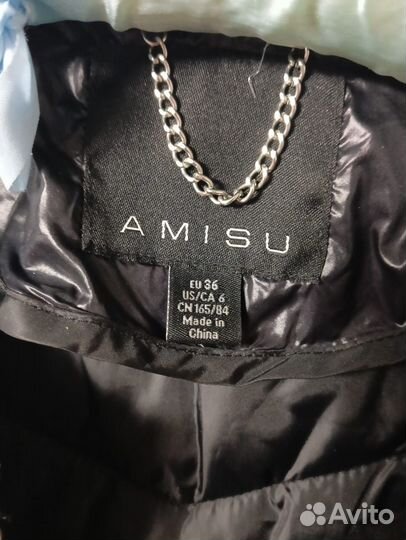 AMISU
EU 36
US/CA 6
CN 165/84
Made in
China
Avito